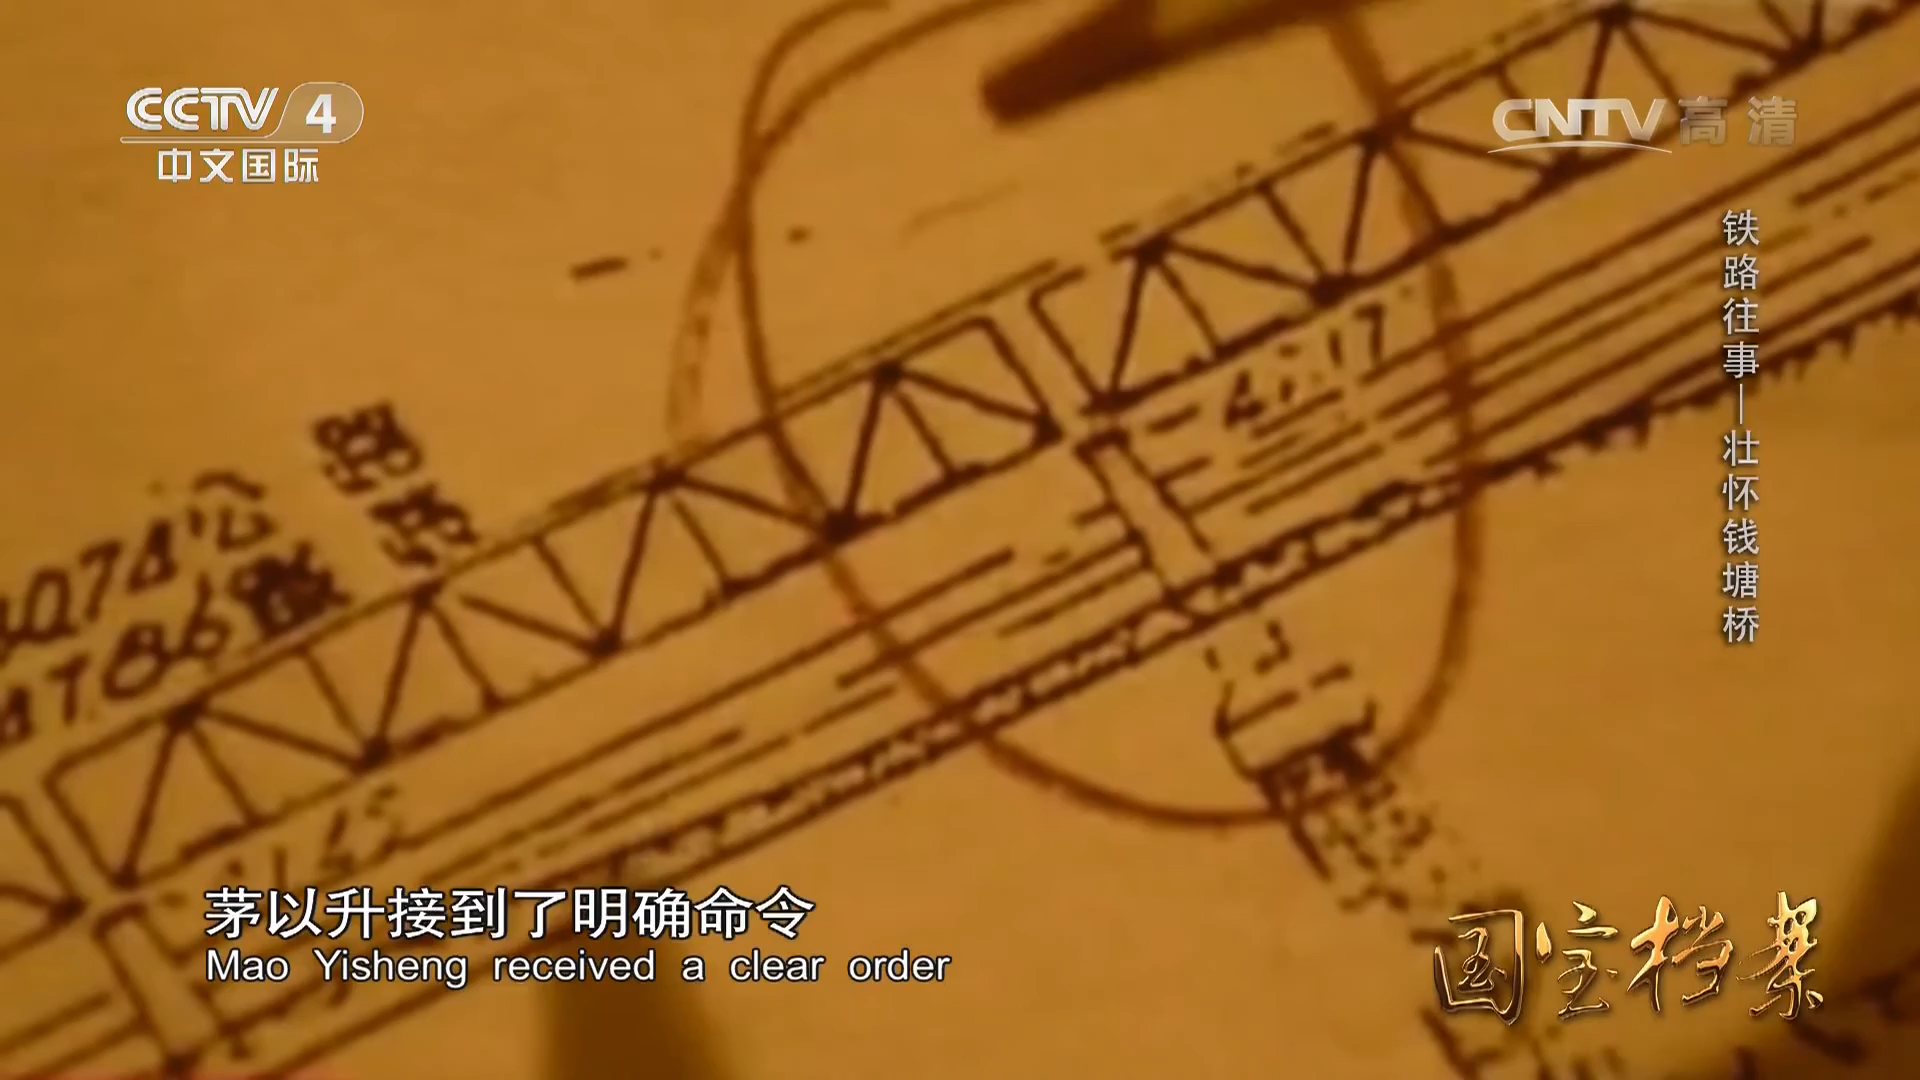 CCTV 4
中文国际
CNTV 高清
铁路往事—壮怀钱塘桥
茅以升接到了明确命令
Mao Yisheng received a clear order
国宝档案